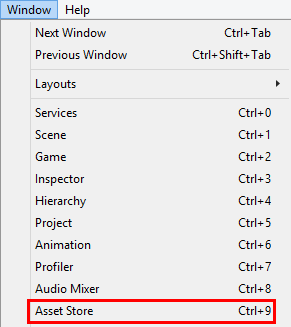 Window Help
Next Window Ctrl+Tab
Previous Window Ctrl+Shift+Tab
Layouts
Services Ctrl+0
Scene Ctrl+1
Game Ctrl+2
Inspector Ctrl+3
Hierarchy Ctrl+4
Project Ctrl+5
Animation Ctrl+6
Profiler Ctrl+7
Audio Mixer Ctrl+8
Asset Store Ctrl+9